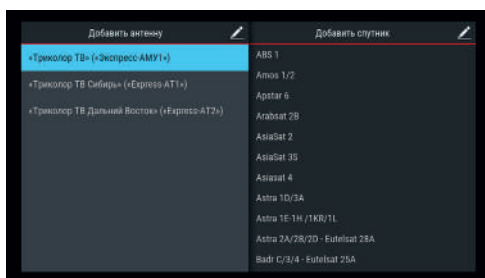 Добавить антенну
«Триколор ТВ» («Экспресс-АМУ1»)
«Триколор ТВ Сибирь» («Express-AT1»)
«Триколор ТВ Дальний Восток» («Express-AT2»)
Добавить спутник
ABS 1
Amos 1/2
Apstar 6
Arabsat 2B
AsiaSat 2
AsiaSat 3S
Asiasat 4
Astra 1D/3A
Astra 1E-1H /1KR/1L
Astra 2A/2B/2D - Eutelsat 28A
Badr C/3/4 - Eutelsat 25A